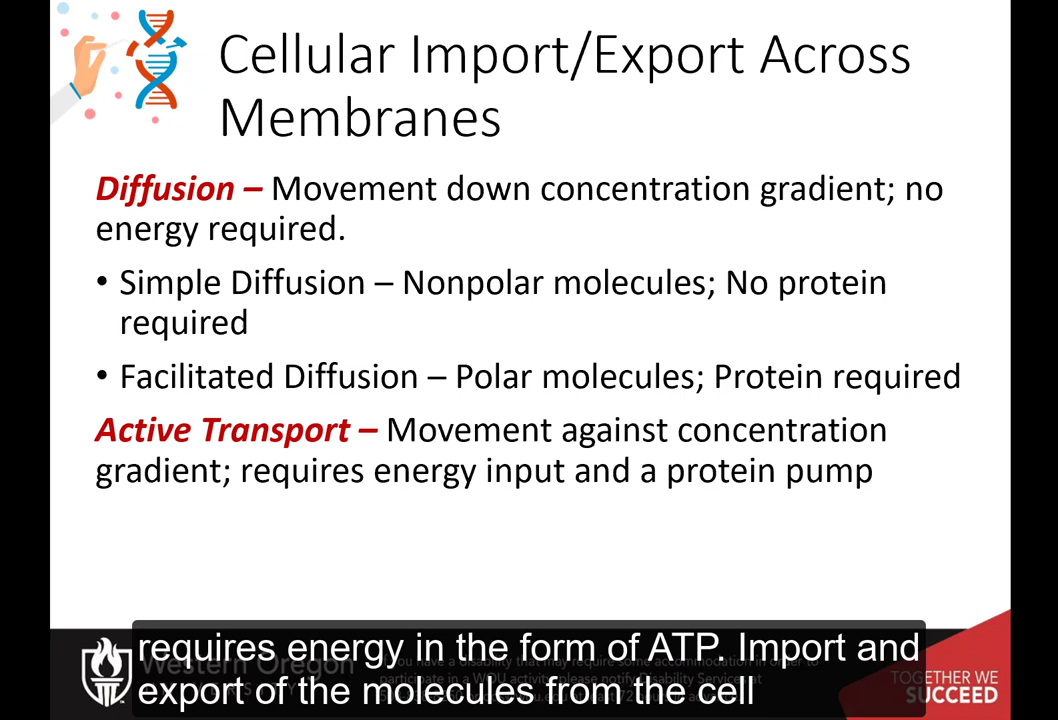 Cellular Import/Export Across
Membranes
Diffusion – Movement down concentration gradient; no
energy required.
• Simple Diffusion – Nonpolar molecules; No protein
required
• Facilitated Diffusion – Polar molecules; Protein required
Active Transport – Movement against concentration
gradient; requires energy input and a protein pump
requires energy in the form of ATP. Import and
export of the molecules from the cell
Western Oregon
TOGETHER WE
SUCCEED